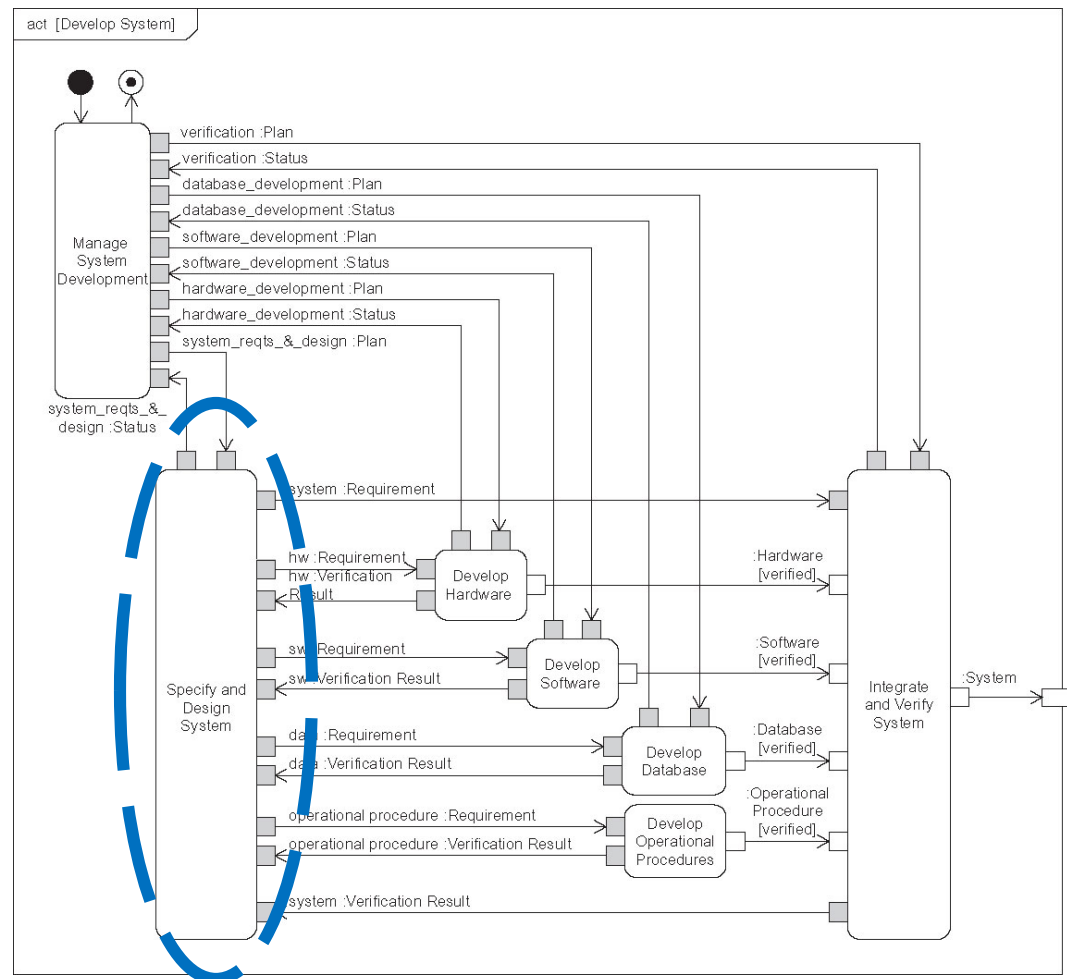 act [Develop System]
verification :Plan
verification :Status
database_development :Plan
database_development :Status
software_development :Plan
software_development :Status
hardware_development :Plan
hardware_development :Status
system_reqts_&_design :Plan
Manage
System
Development
system_reqts_&_
design :Status
system :Requirement
hw :Requirement
hw :Verification
Result
Develop
Hardware
:Hardware
[verified]
sw :Requirement
sw :Verification Result
Develop
Software
:Software
[verified]
Specify and
Design
System
Integrate
and Verify
System
:System
data :Requirement
data :Verification Result
Develop
Database
:Database
[verified]
operational procedure :Requirement
operational procedure :Verification Result
Develop
Operational
Procedures
:Operational
Procedure
[verified]
system :Verification Result